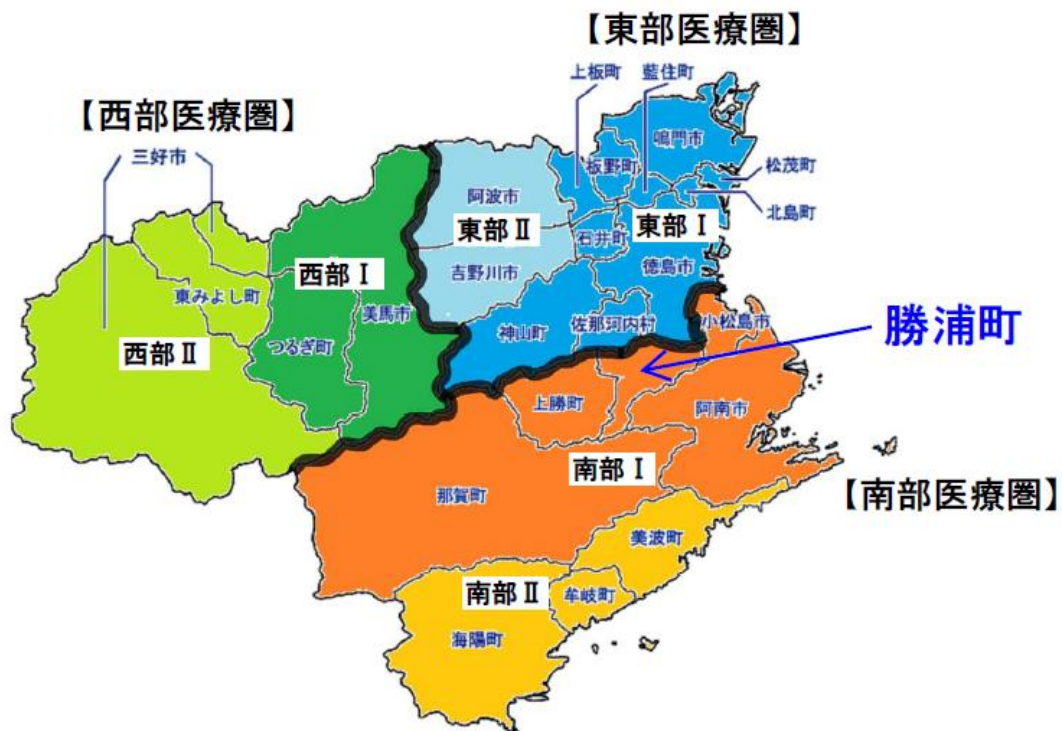 【東部医療圏】
上板町
藍住町
【西部医療圏】
三好市
鳴門市
板野町
松茂町
阿波市
北島町
東部Ⅱ
石井町
東部Ⅰ
西部Ⅰ
吉野川市
徳島市
東みよし町
美馬市
神山町
佐那河内村
小松島市
勝浦町
西部Ⅱ
つるぎ町
上勝町
阿南市
南部Ⅰ
那賀町
【南部医療圏】
美波町
南部Ⅱ
牟岐町
海陽町